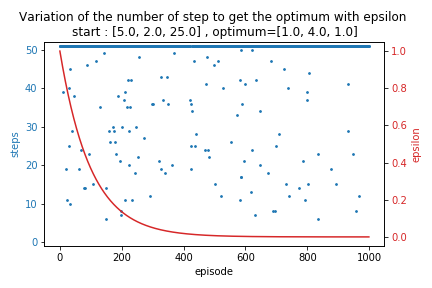 Variation of the number of step to get the optimum with epsilon
start : [5.0, 2.0, 25.0] , optimum=[1.0, 4.0, 1.0]
50
40
30
20
10
0
steps
1.0
0.8
0.6
0.4
0.2
0.0
epsilon
0 200 400 600 800 1000
episode